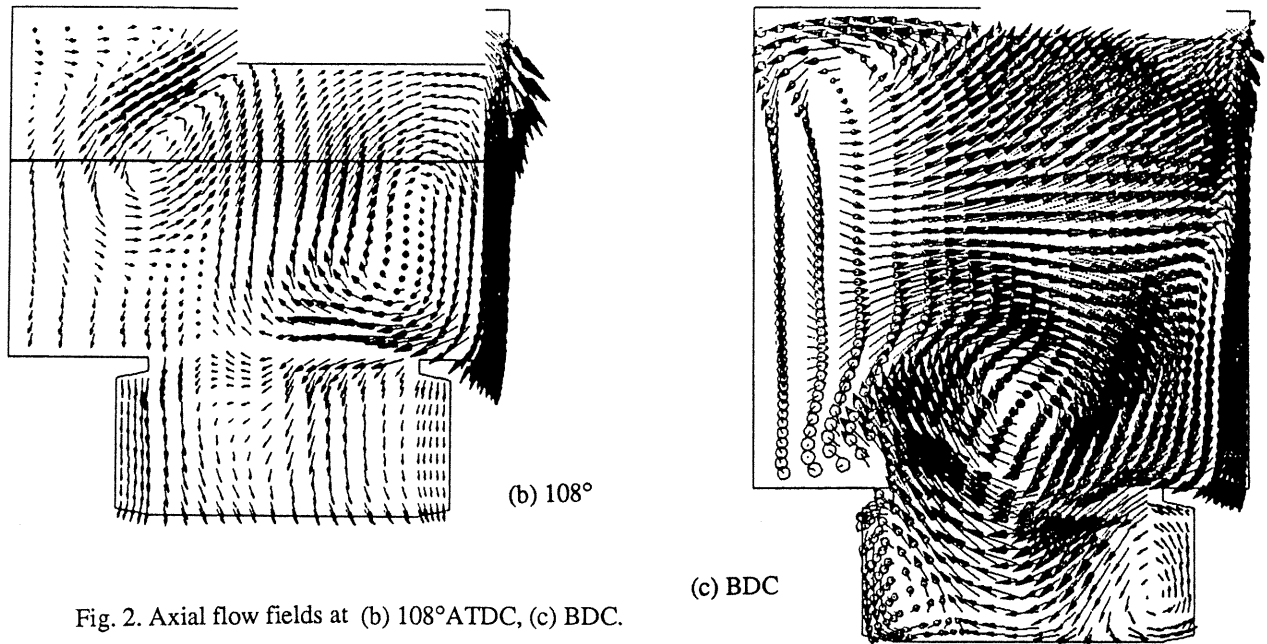 (b) 108°
(c) BDC
Fig. 2. Axial flow fields at (b) 108°ATDC, (c) BDC.